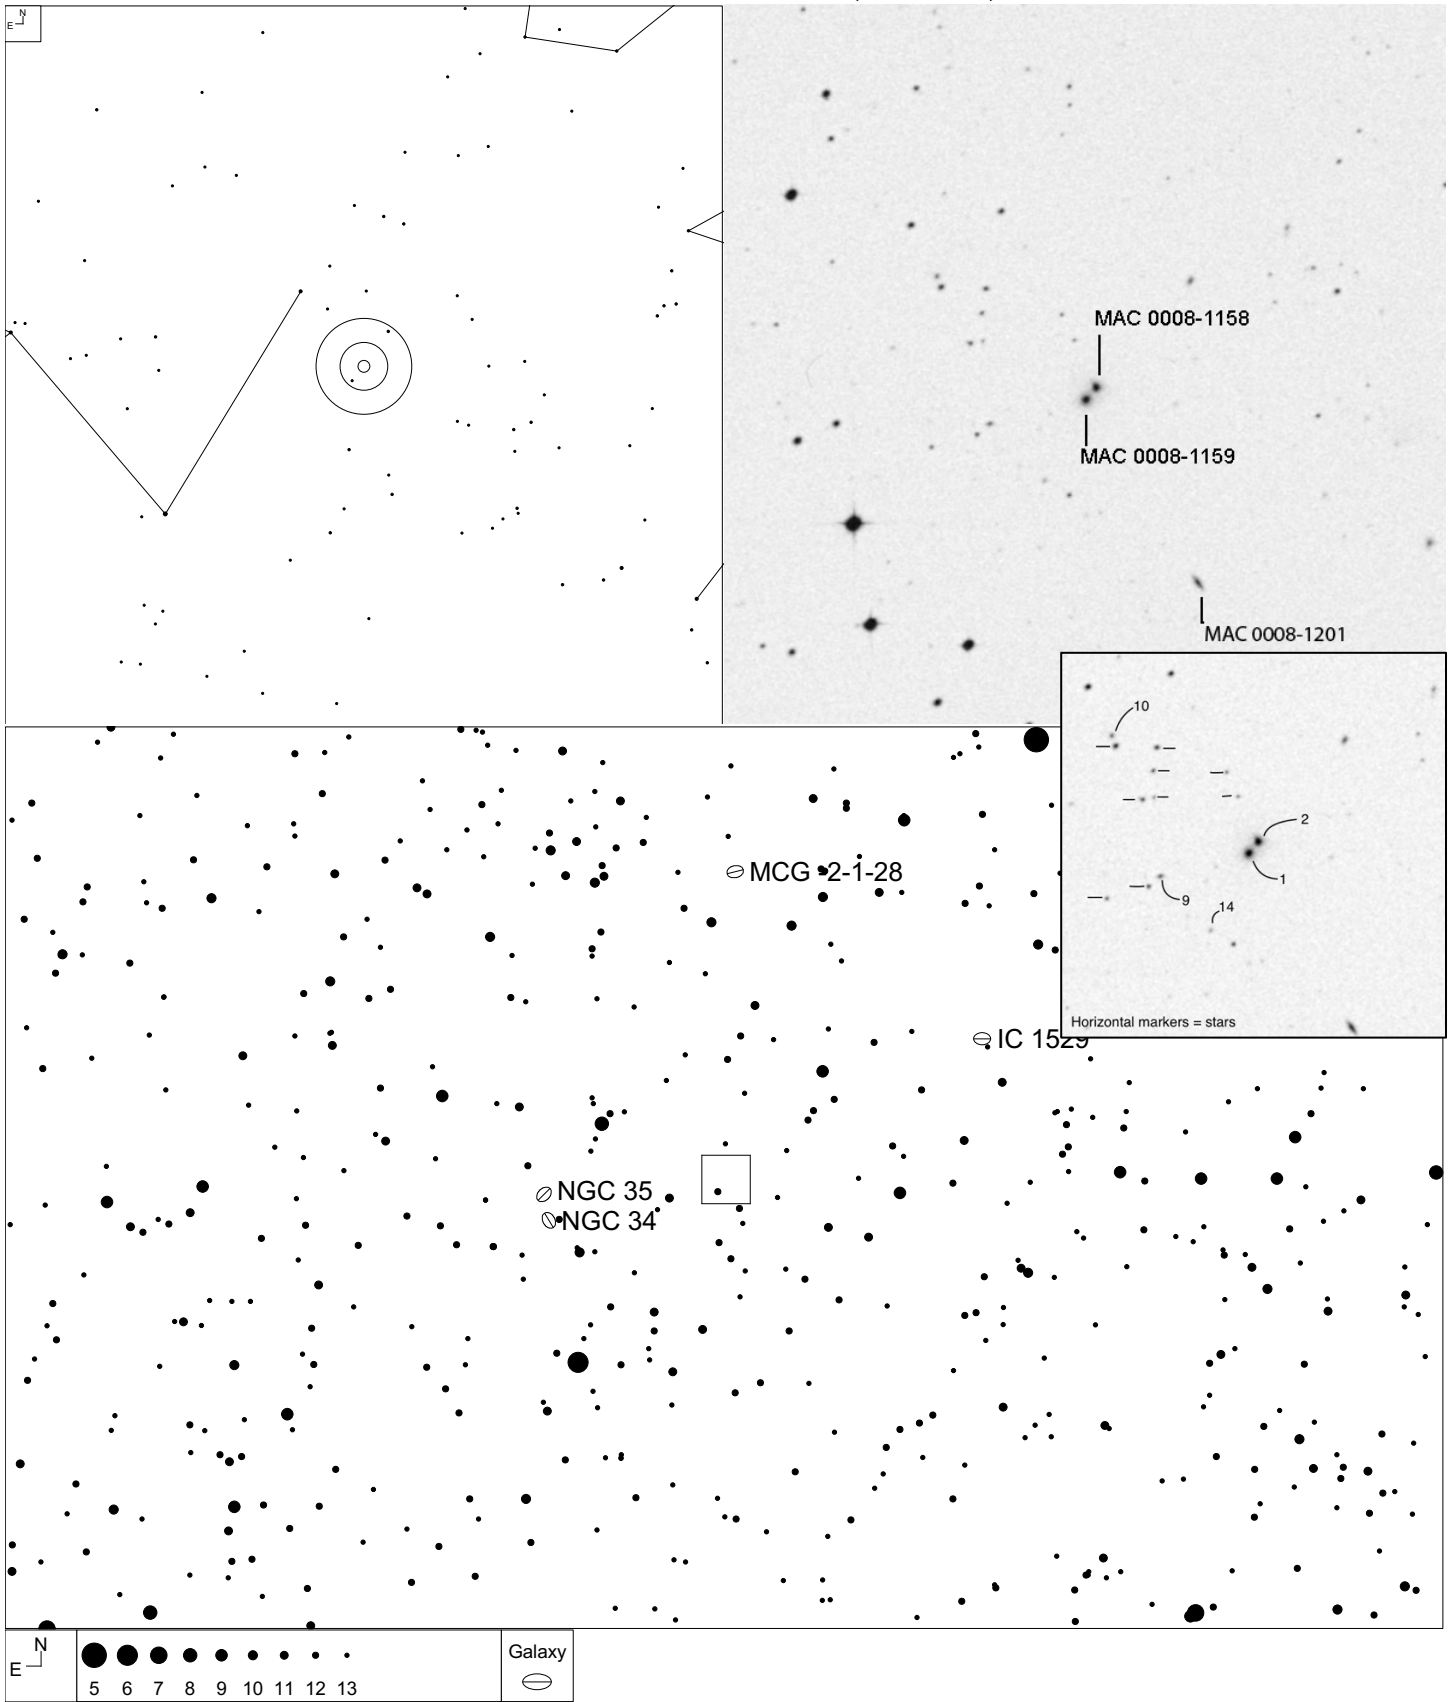 N
E
MAC 0008-1158
MAC 0008-1159
MAC 0008-1201
10
2
1
9
14
Horizontal markers = stars
MCG -2-1-28
IC 1529
NGC 35
NGC 34
N
E
5 6 7 8 9 10 11 12 13
Galaxy